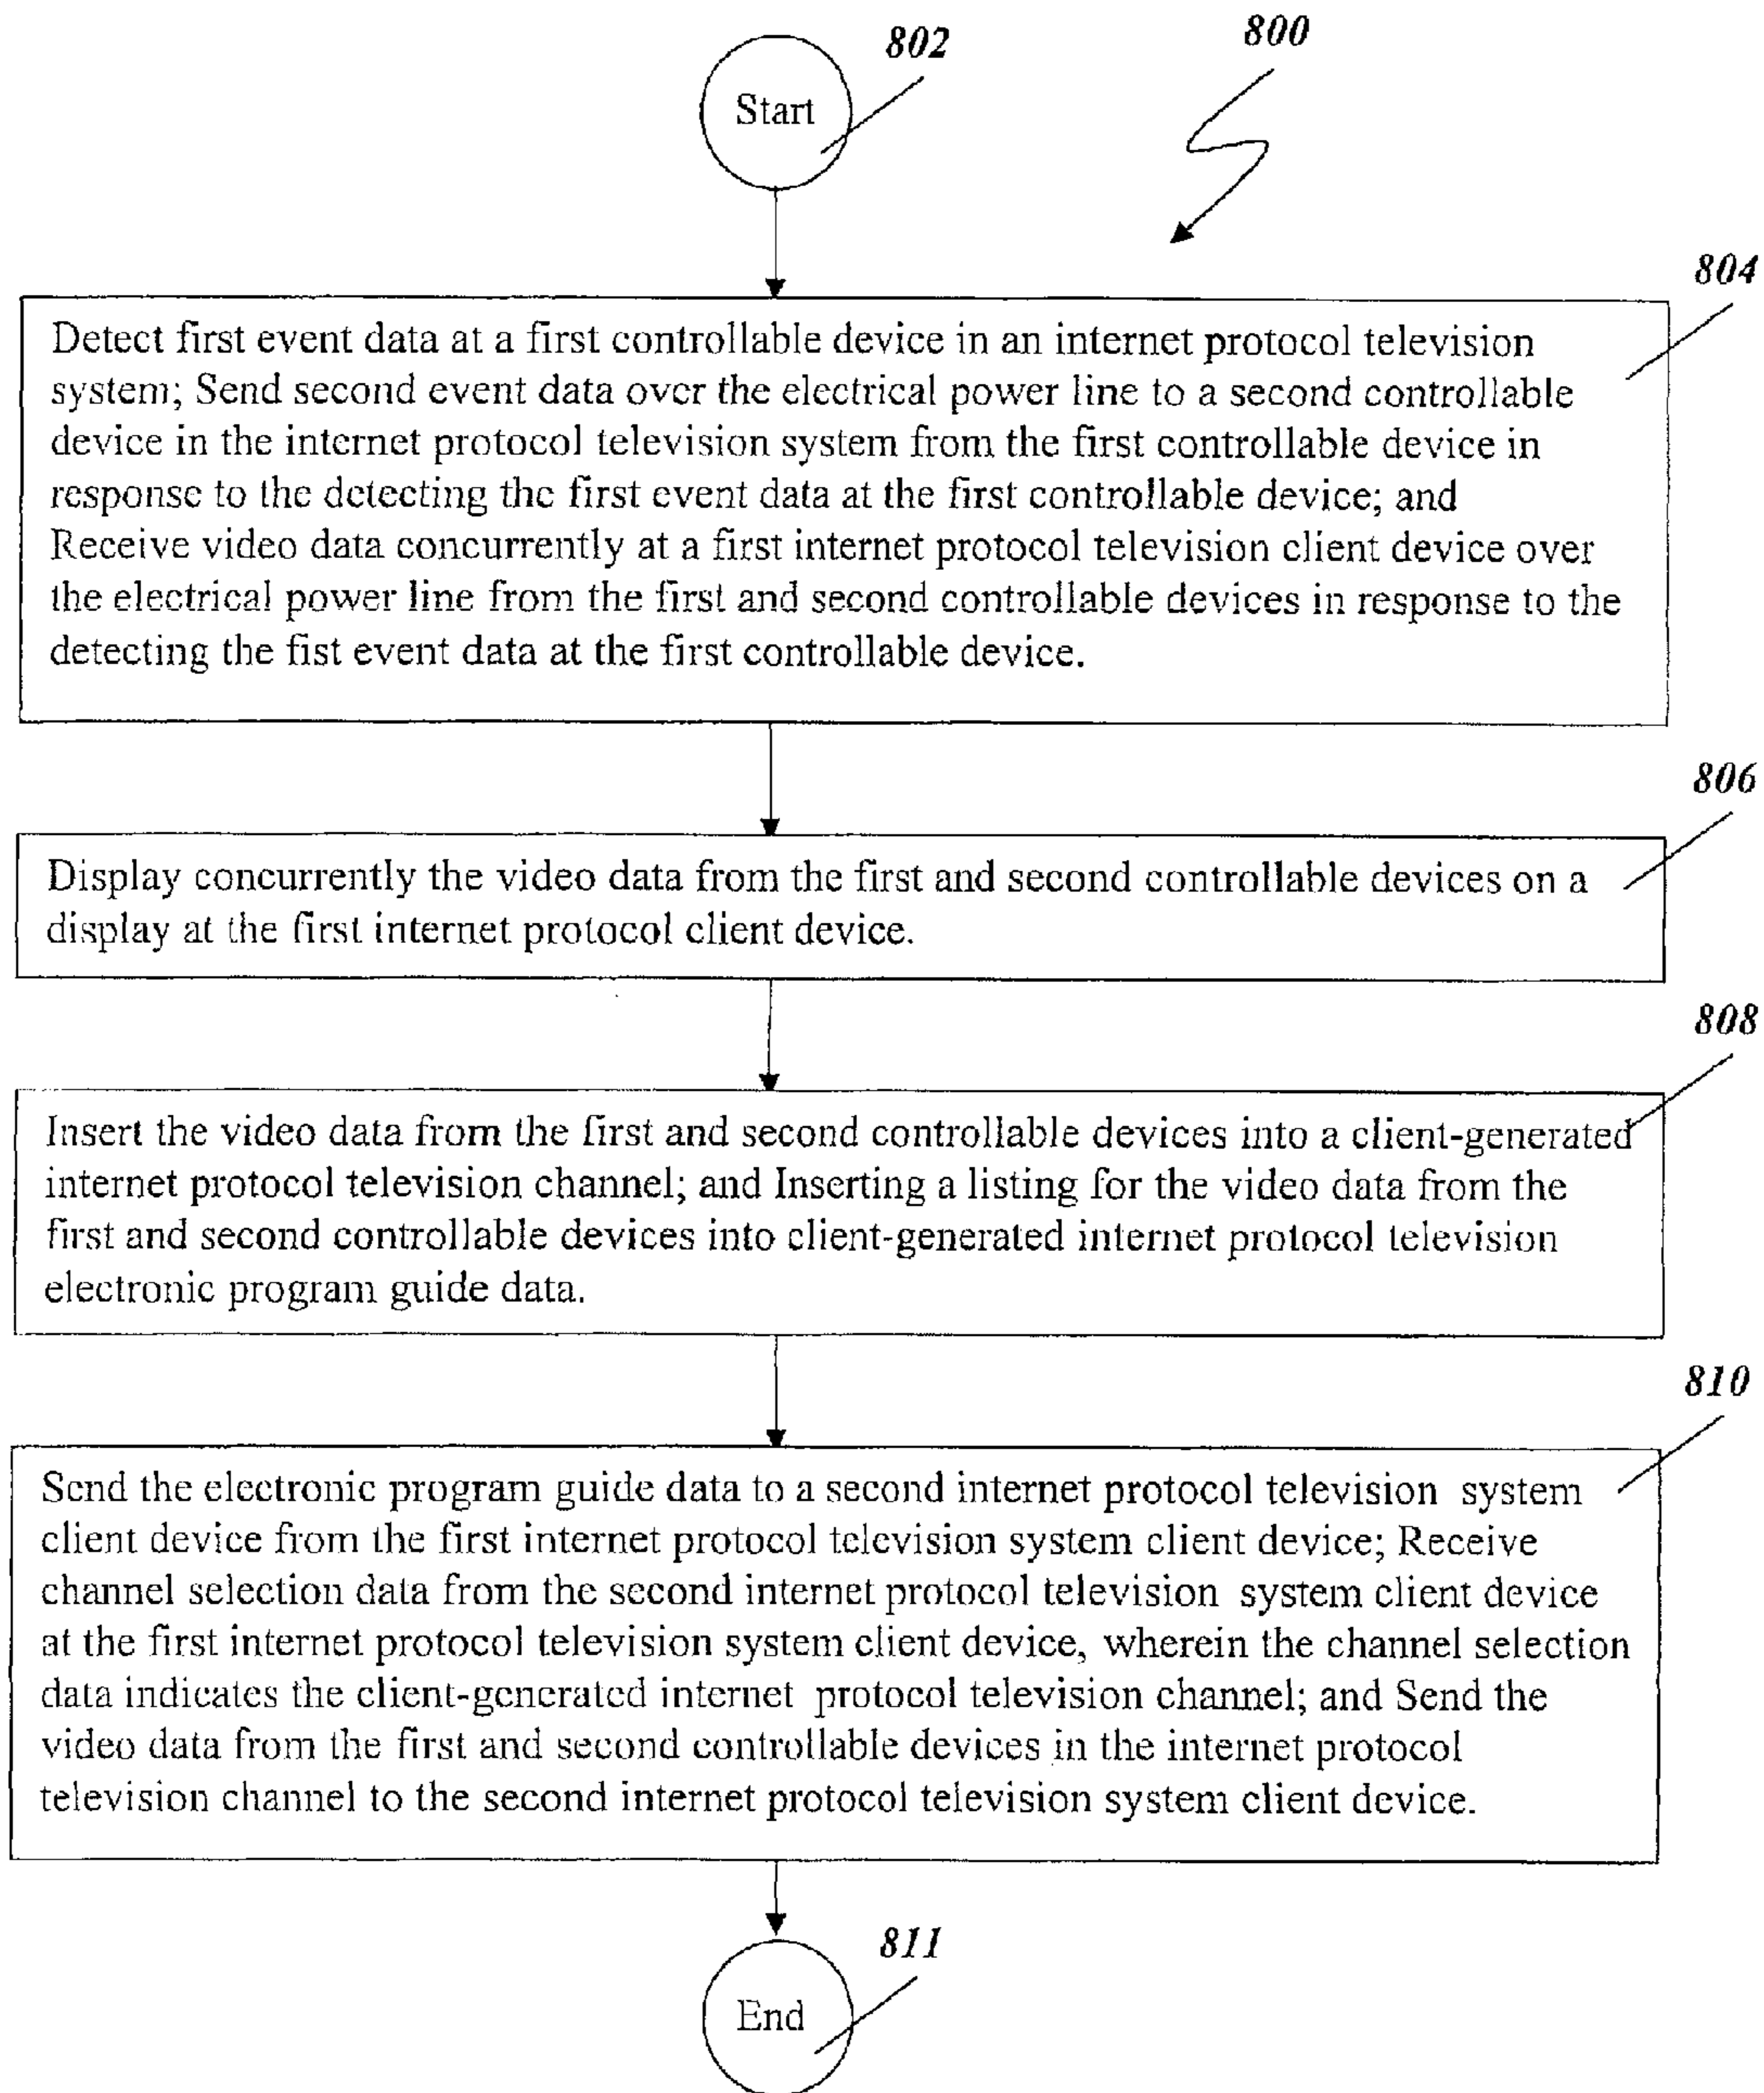 802
800
Start
804
Detect first event data at a first controllable device in an internet protocol television
system; Send second event data over the electrical power line to a second controllable
device in the internet protocol television system from the first controllable device in
response to the detecting the first event data at the first controllable device; and
Receive video data concurrently at a first internet protocol television client device over
the electrical power line from the first and second controllable devices in response to the
detecting the fist event data at the first controllable device.
806
Display concurrently the video data from the first and second controllable devices on a
display at the first internet protocol client device.
808
Insert the video data from the first and second controllable devices into a client-generated
internet protocol television channel; and Inserting a listing for the video data from the
first and second controllable devices into client-generated internet protocol television
electronic program guide data.
810
Send the electronic program guide data to a second internet protocol television system
client device from the first internet protocol television system client device; Receive
channel selection data from the second internet protocol television system client device
at the first internet protocol television system client device, wherein the channel selection
data indicates the client-generated internet protocol television channel; and Send the
video data from the first and second controllable devices in the internet protocol
television channel to the second internet protocol television system client device.
811
End